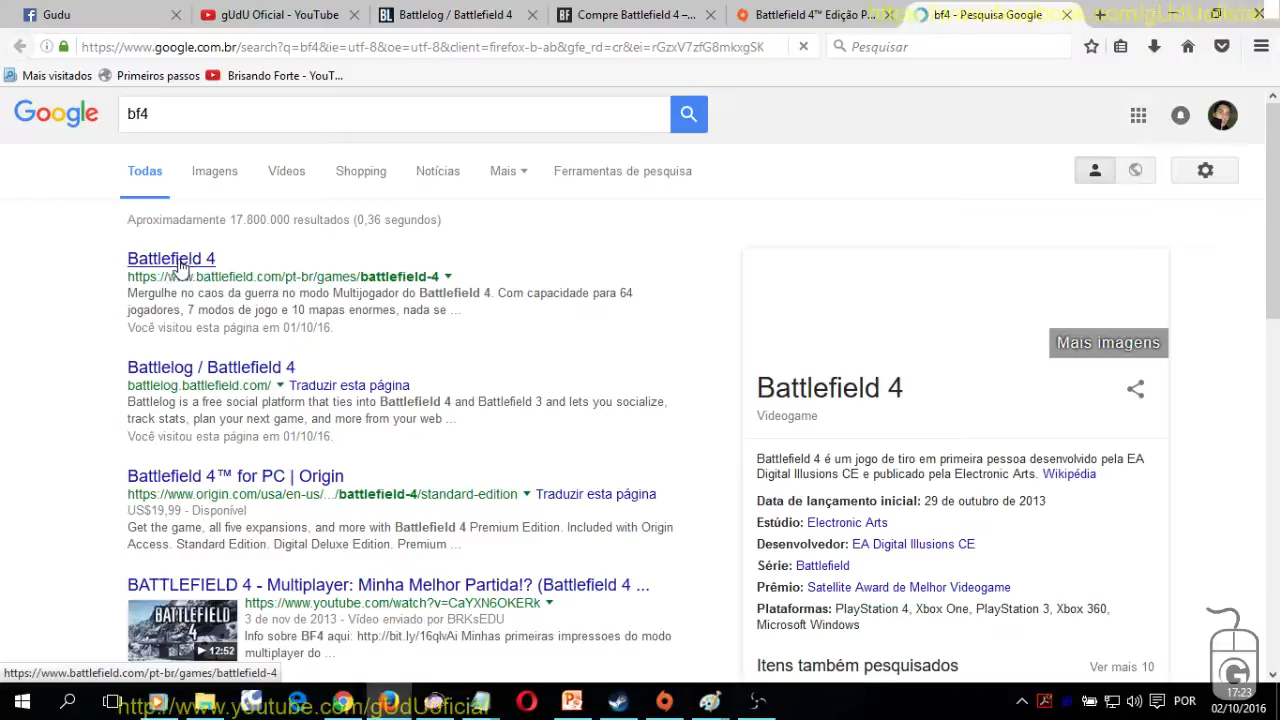 Gudu
gUdU Oficial - YouTube
Battlelog / Battlefield 4
Compre Battlefield 4 –...
Battlefield 4™ Edição P...
bf4 - Pesquisa Google
https://www.google.com.br/search?q=bf4&ie=utf-8&oe=utf-8&client=firefox-b-ab&gfe_rd=cr&ei=rGzxV7zfG8mkxgSK
Pesquisar
Mais visitados
Primeiros passos
Brisando Forte - YouT...
Google
bf4
Todas
Imagens
Vídeos
Shopping
Notícias
Mais
Ferramentas de pesquisa
Aproximadamente 17.800.000 resultados (0,36 segundos)
Battlefield 4
https://www.battlefield.com/pt-br/games/battlefield-4
Mergulhe no caos da guerra no modo Multijogador do Battlefield 4. Com capacidade para 64
jogadores, 7 modos de jogo e 10 mapas enormes, nada se ...
Você visitou esta página em 01/10/16.
Battlelog / Battlefield 4
battlelog.battlefield.com/ Traduzir esta página
Battlelog is a free social platform that ties into Battlefield 4 and Battlefield 3 and lets you socialize,
track stats, plan your next game, and more from your web ...
Você visitou esta página em 01/10/16.
Battlefield 4™ for PC | Origin
https://www.origin.com/usa/en-us/.../battlefield-4/standard-edition Traduzir esta página
US$19,99 - Disponível
Get the game, all five expansions, and more with Battlefield 4 Premium Edition. Included with Origin
Access. Standard Edition. Digital Deluxe Edition. Premium ...
BATTLEFIELD 4 - Multiplayer: Minha Melhor Partida!? (Battlefield 4 ...
BATTLEFIELD
4
12:52
https://www.youtube.com/watch?v=CaYXN6OKERk
3 de nov de 2013 - Vídeo enviado por BRKsEDU
Info sobre BF4 aqui: http://bit.ly/16qlvAi Minhas primeiras impressoes do modo
multiplayer do ...
Mais imagens
Battlefield 4
Videogame
Battlefield 4 é um jogo de tiro em primeira pessoa desenvolvido pela EA
Digital Illusions CE e publicado pela Electronic Arts. Wikipédia
Data de lançamento inicial: 29 de outubro de 2013
Estúdio: Electronic Arts
Desenvolvedor: EA Digital Illusions CE
Série: Battlefield
Prêmio: Satellite Award de Melhor Videogame
Plataformas: PlayStation 4, Xbox One, PlayStation 3, Xbox 360,
Microsoft Windows
Itens também pesquisados
Ver mais 10
https://www.battlefield.com/pt-br/games/battlefield-4
http://www.youtube.com/gUdUoficial
G
POR
17:23
02/10/2016